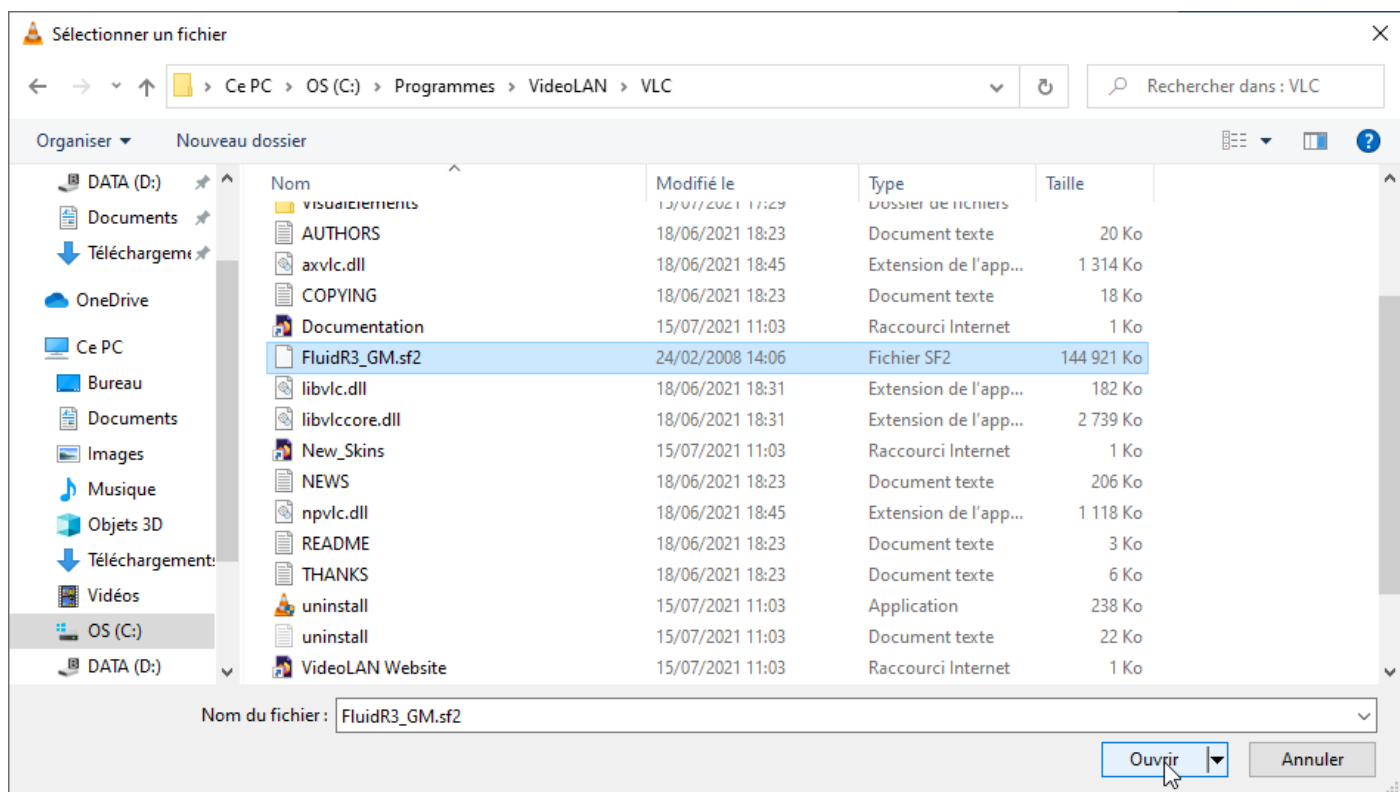 Sélectionner un fichier
Ce PC > OS (C:) > Programmes > VideoLAN > VLC
Rechercher dans : VLC
Organiser
Nouveau dossier
?
Nom Modifié le Type Taille
VisualElements 15/07/2021 17:29 Dossier de fichiers
AUTHORS 18/06/2021 18:23 Document texte 20 Ko
axvlc.dll 18/06/2021 18:45 Extension de l'app... 1 314 Ko
COPYING 18/06/2021 18:23 Document texte 18 Ko
Documentation 15/07/2021 11:03 Raccourci Internet 1 Ko
FluidR3_GM.sf2 24/02/2008 14:06 Fichier SF2 144 921 Ko
libvlc.dll 18/06/2021 18:31 Extension de l'app... 182 Ko
libvlccore.dll 18/06/2021 18:31 Extension de l'app... 2 739 Ko
New_Skins 15/07/2021 11:03 Raccourci Internet 1 Ko
NEWS 18/06/2021 18:23 Document texte 206 Ko
npvlc.dll 18/06/2021 18:45 Extension de l'app... 1 118 Ko
README 18/06/2021 18:23 Document texte 3 Ko
THANKS 18/06/2021 18:23 Document texte 6 Ko
uninstall 15/07/2021 11:03 Application 238 Ko
uninstall 15/07/2021 11:03 Document texte 22 Ko
VideoLAN Website 15/07/2021 11:03 Raccourci Internet 1 Ko
DATA (D:)
Documents
Téléchargeme
OneDrive
Ce PC
Bureau
Documents
Images
Musique
Objets 3D
Téléchargements
Vidéos
OS (C:)
DATA (D:)
Nom du fichier : FluidR3_GM.sf2
Ouvrir
Annuler